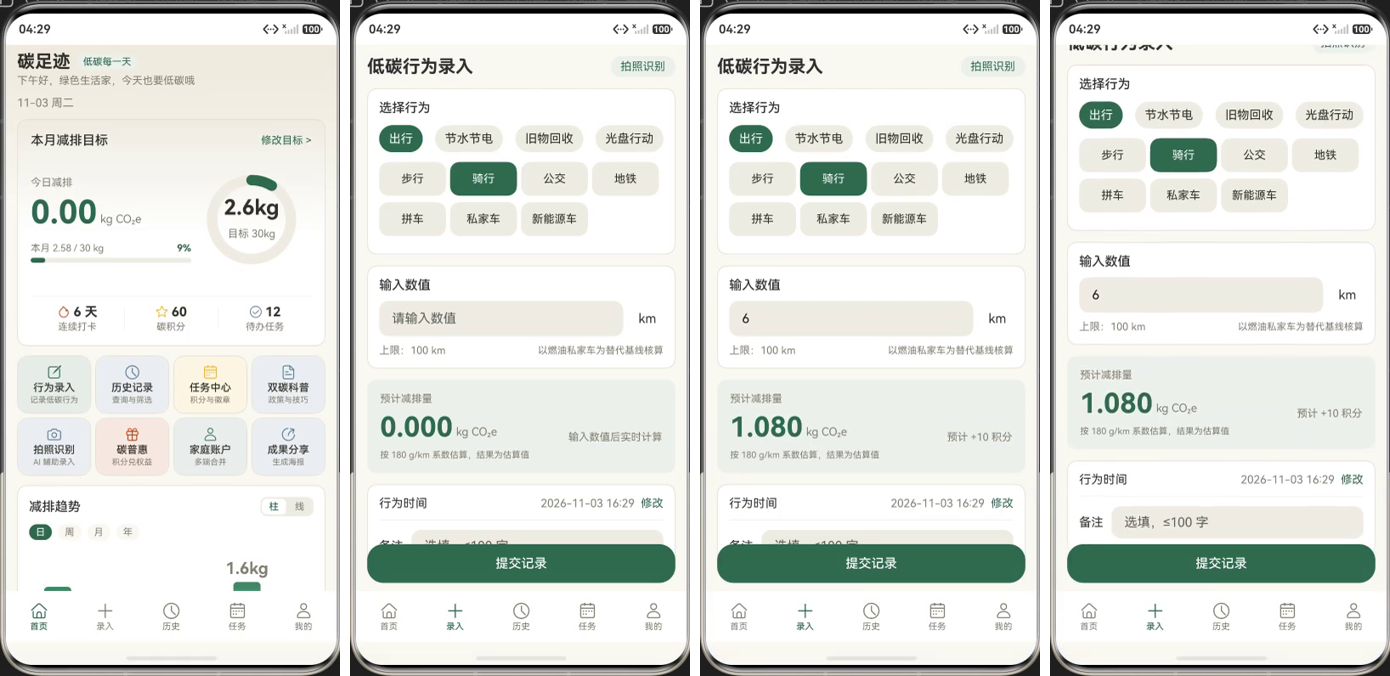 04:29
100
碳足迹 低碳每一天
下午好，绿色生活家，今天也要低碳哦
11-03 周二
本月减排目标 修改目标 >
今日减排
0.00 kg CO₂e
2.6kg
目标 30kg
本月 2.58 / 30 kg 9%
6 天 60 12
连续打卡 碳积分 待办任务
行为录入 历史记录 任务中心 双碳科普
记录低碳行为 查询与筛选 积分与徽章 政策与技巧
拍照识别 碳普惠 家庭账户 成果分享
AI 辅助录入 积分兑权益 多端合并 生成海报
减排趋势 柱 线
日 周 月 年
1.6kg
首页 录入 历史 任务 我的
04:29
100
低碳行为录入 拍照识别
选择行为
出行 节水节电 旧物回收 光盘行动
步行 骑行 公交 地铁
拼车 私家车 新能源车
输入数值
请输入数值 km
上限：100 km 以燃油私家车为替代基线核算
预计减排量
0.000 kg CO₂e 输入数值后实时计算
按 180 g/km 系数估算，结果为估算值
行为时间 2026-11-03 16:29 修改
备注 选填，≤100 字
提交记录
首页 录入 历史 任务 我的
04:29
100
低碳行为录入 拍照识别
选择行为
出行 节水节电 旧物回收 光盘行动
步行 骑行 公交 地铁
拼车 私家车 新能源车
输入数值
6 km
上限：100 km 以燃油私家车为替代基线核算
预计减排量
1.080 kg CO₂e 预计 +10 积分
按 180 g/km 系数估算，结果为估算值
行为时间 2026-11-03 16:29 修改
备注 选填，≤100 字
提交记录
首页 录入 历史 任务 我的
04:29
100
低碳行为录入 拍照识别
选择行为
出行 节水节电 旧物回收 光盘行动
步行 骑行 公交 地铁
拼车 私家车 新能源车
输入数值
6 km
上限：100 km 以燃油私家车为替代基线核算
预计减排量
1.080 kg CO₂e 预计 +10 积分
按 180 g/km 系数估算，结果为估算值
行为时间 2026-11-03 16:29 修改
备注 选填，≤100 字
提交记录
首页 录入 历史 任务 我的